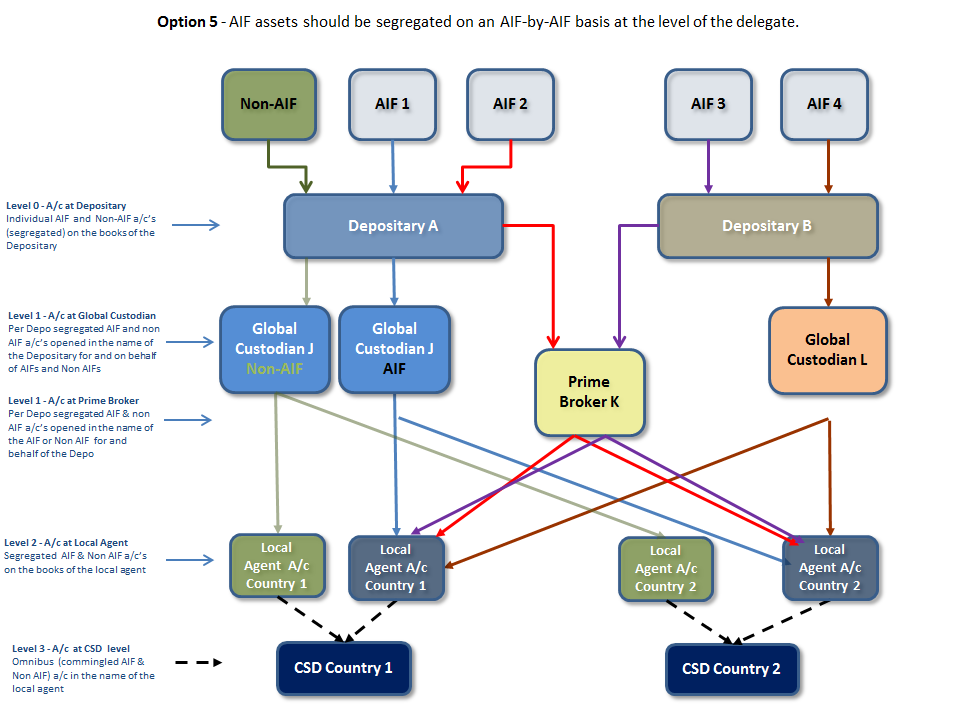 Option 5 - AIF assets should be segregated on an AIF-by-AIF basis at the level of the delegate.
Non-AIF
AIF 1
AIF 2
AIF 3
AIF 4
Level 0 - A/c at Depositary
Individual AIF and Non-AIF a/c's
(segregated) on the books of the
Depositary
Depositary A
Depositary B
Level 1 - A/c at Global Custodian
Per Depo segregated AIF and non
AIF a/c's opened in the name of
the Depositary for and on behalf
of AIFs and Non AIFs
Global
Custodian J
Non-AIF
Global
Custodian J
AIF
Prime
Broker K
Global
Custodian L
Level 1 - A/c at Prime Broker
Per Depo segregated AIF & non
AIF a/c's opened in the name of
the AIF or Non AIF for and
behalf of the Depo
Level 2 - A/c at Local Agent
Segregated AIF & Non AIF a/c's
on the books of the local agent
Local
Agent A/c
Country 1
Local
Agent A/c
Country 1
Local
Agent A/c
Country 2
Local
Agent A/c
Country 2
Level 3 - A/c at CSD level
Omnibus (commingled AIF &
Non AIF) a/c in the name of the
local agent
CSD Country 1
CSD Country 2